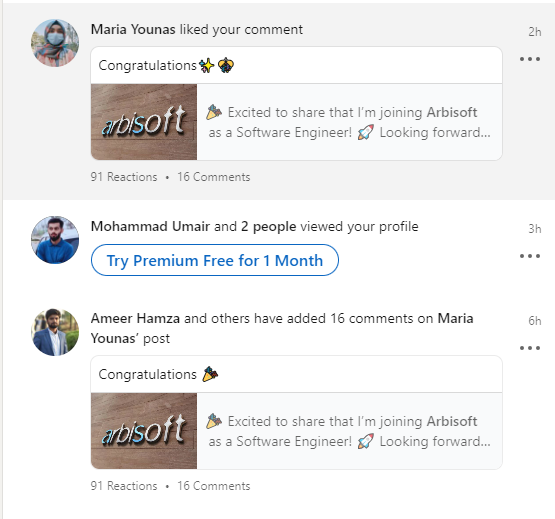 Maria Younas liked your comment
2h
Congratulations✨💐
arbisoft
🎉 Excited to share that I'm joining Arbisoft
as a Software Engineer! 🚀 Looking forward...
91 Reactions • 16 Comments
Mohammad Umair and 2 people viewed your profile
3h
Try Premium Free for 1 Month
Ameer Hamza and others have added 16 comments on Maria
Younas' post
6h
Congratulations 🎉
arbisoft
🎉 Excited to share that I'm joining Arbisoft
as a Software Engineer! 🚀 Looking forward...
91 Reactions • 16 Comments